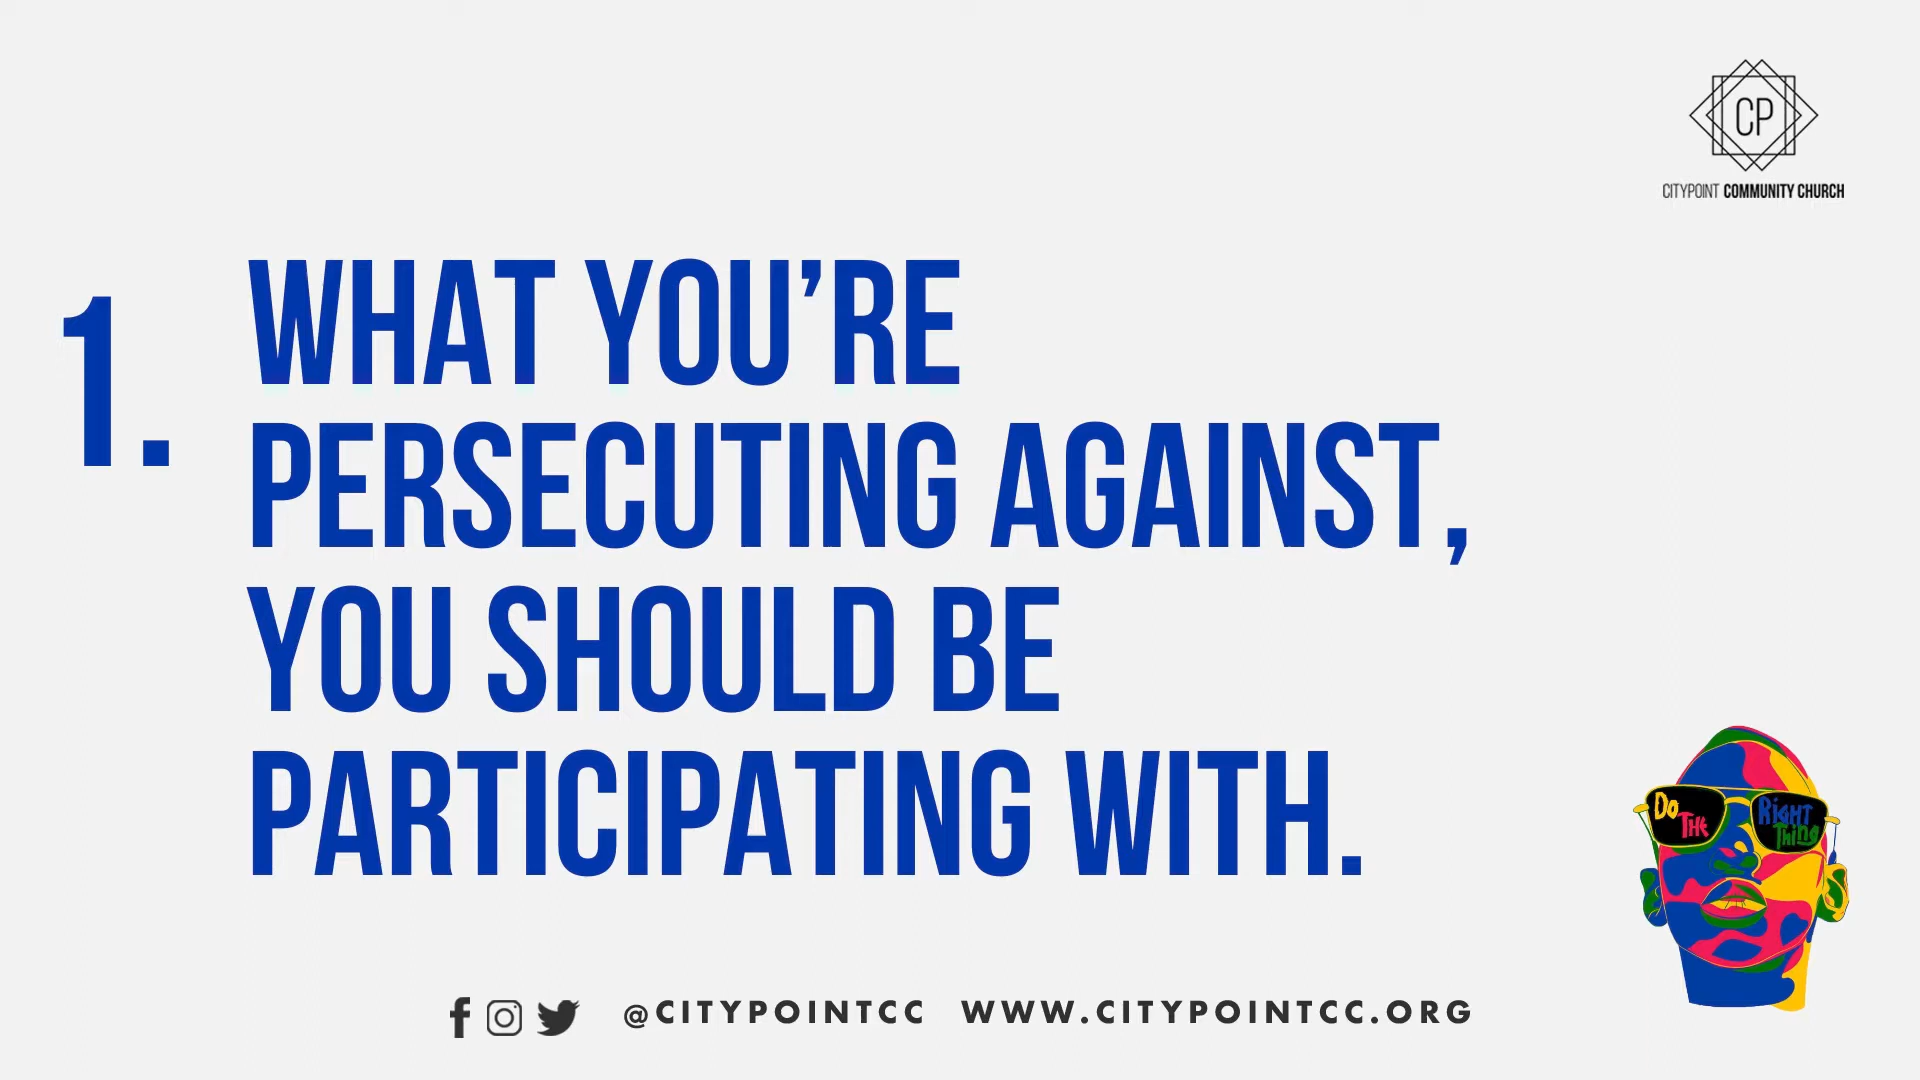 CP
CITYPOINT COMMUNITY CHURCH
1. WHAT YOU’RE
PERSECUTING AGAINST,
YOU SHOULD BE
PARTICIPATING WITH.
DO THE
RiGHT THiNg
@CITYPOINTCC WWW.CITYPOINTCC.ORG